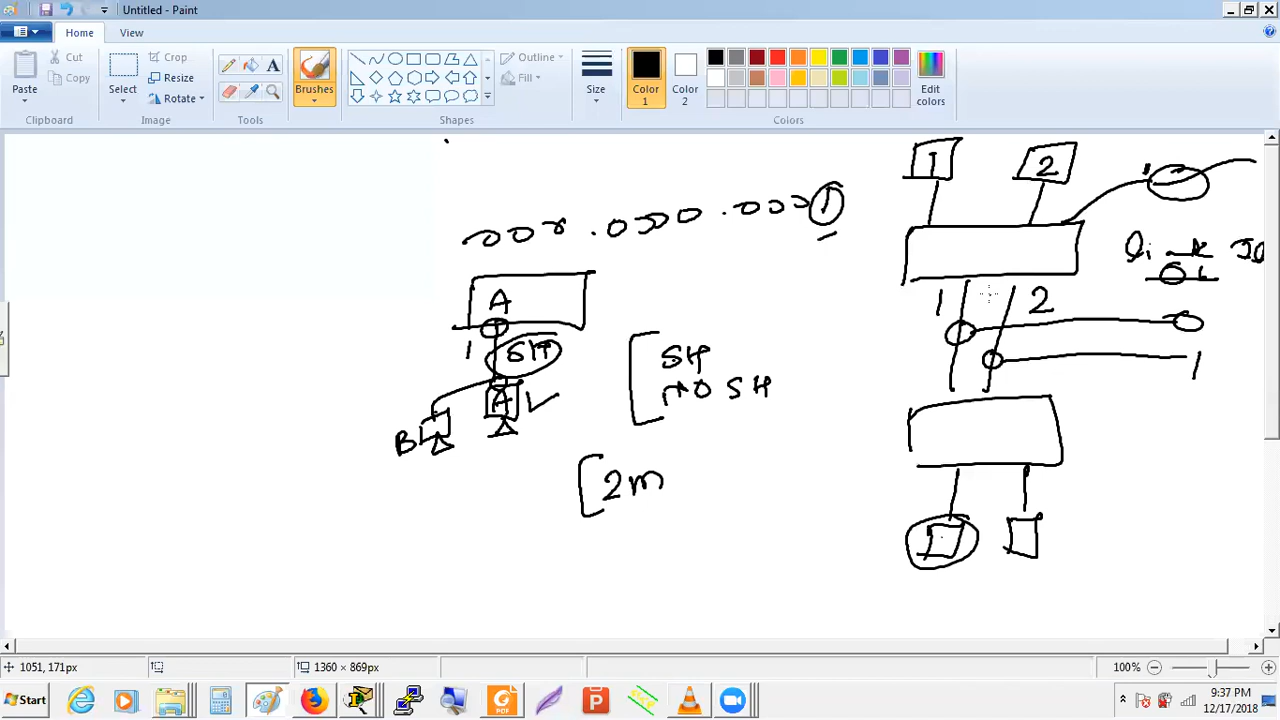 Untitled - Paint
Home
View
Paste
Cut
Copy
Clipboard
Select
Crop
Resize
Rotate
Image
Tools
Brushes
Shapes
Outline
Fill
Size
Color 1
Color 2
Edit colors
Colors
000.0000.0001
A
1
SH
A
B
SH
NO SH
[2m
1
2
1
2
1
1051, 171px
1360 × 869px
100%
Start
9:37 PM
12/17/2018